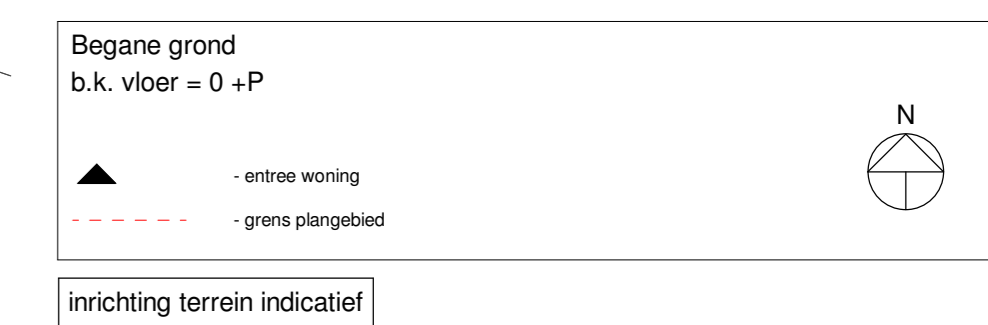 Begane grond
b.k. vloer = 0 +P
N
- entree woning
- grens plangebied
inrichting terrein indicatief